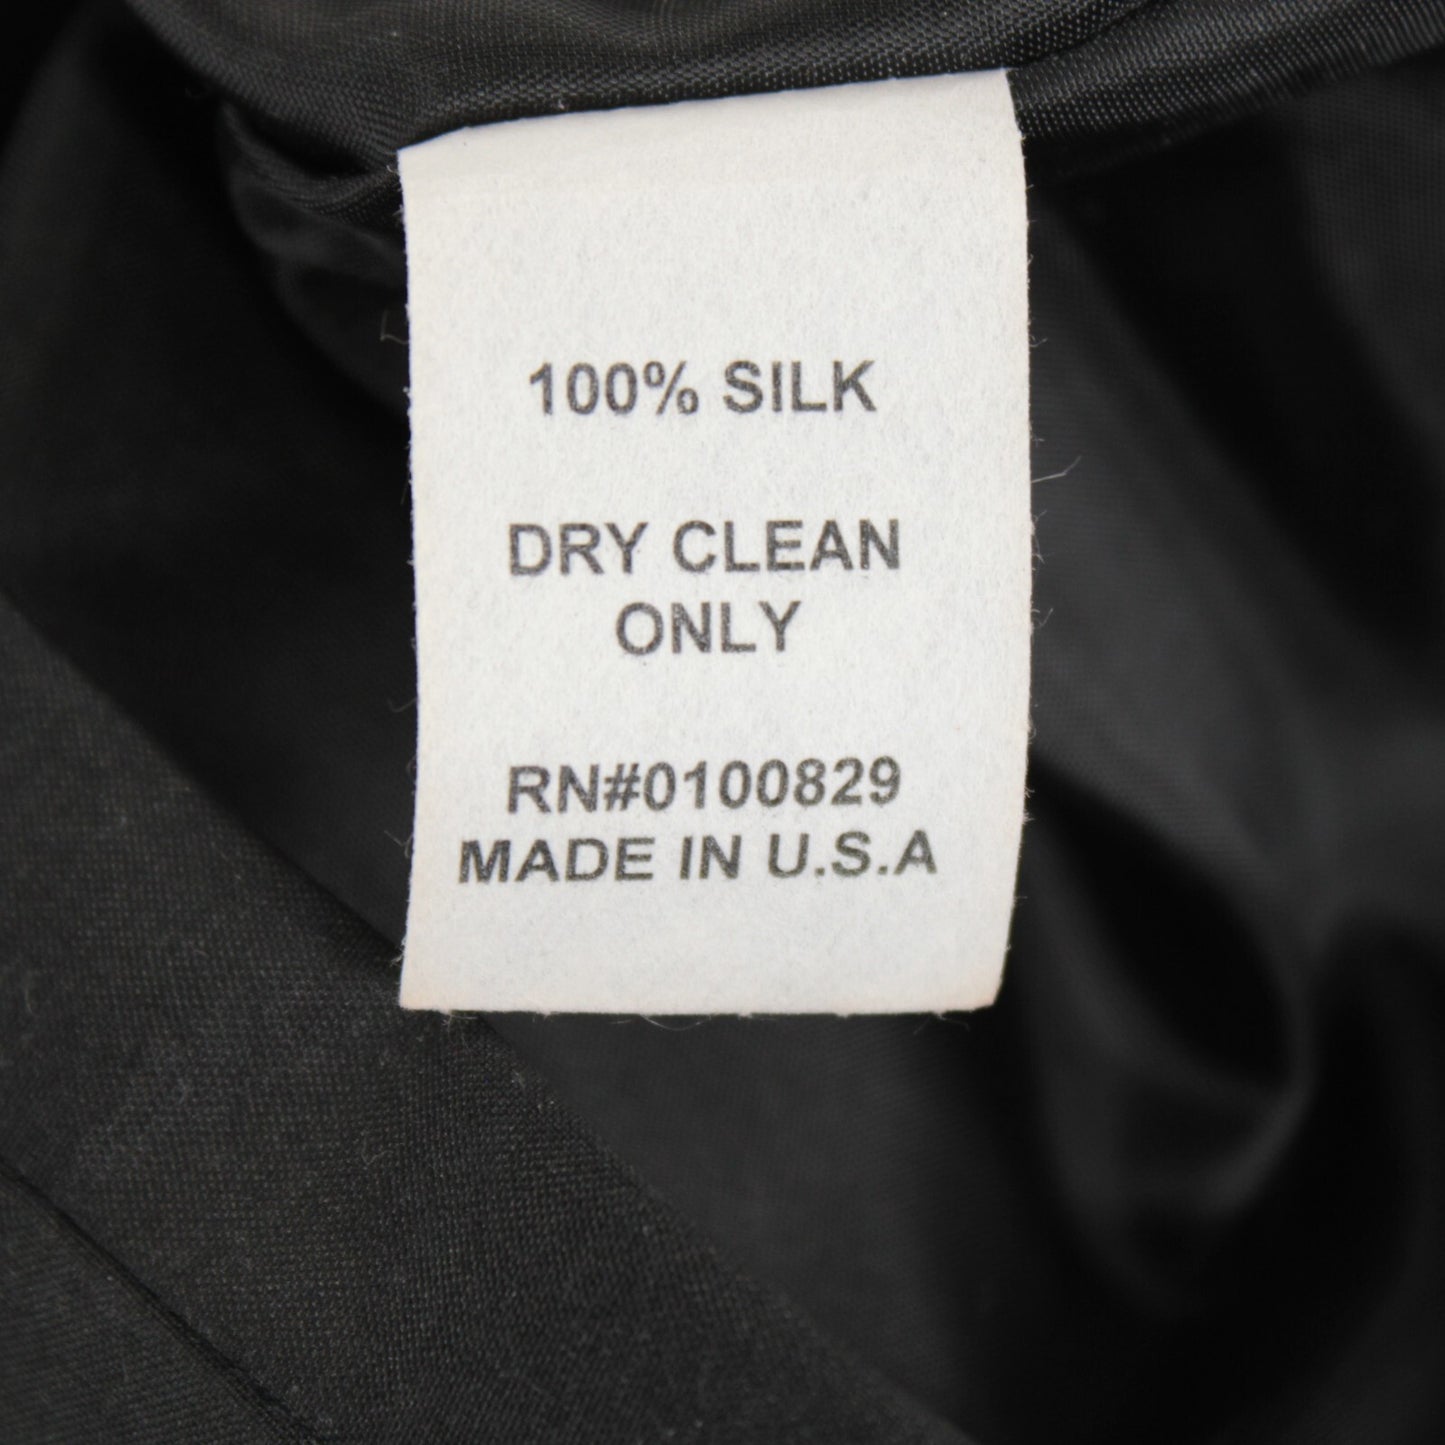 100% SILK
DRY CLEAN
ONLY
RN#0100829
MADE IN U.S.A